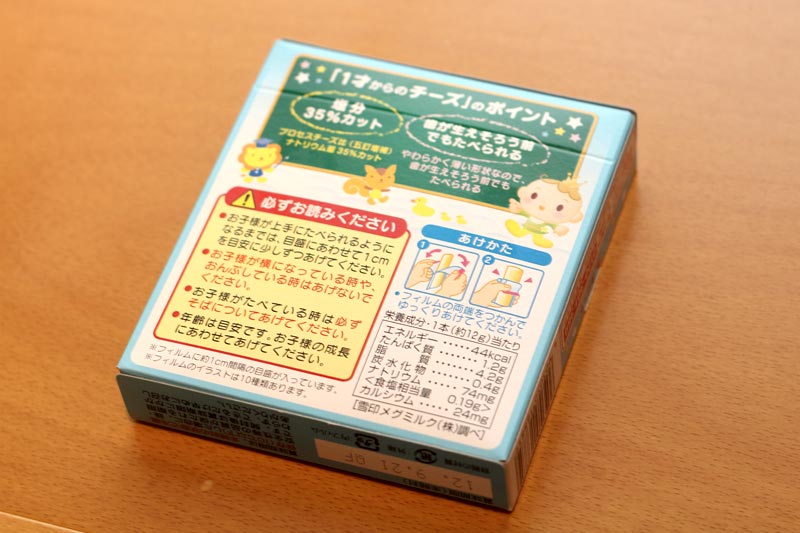 「1才からのチーズ」のポイント
塩分
35%カット
プロセスチーズ比(五訂増補)
ナトリウム量35%カット
歯が生えそろう前
でもたべられる
やわらかく薄い形状なので、
歯が生えそろう前でも
たべられる
必ずお読みください
●お子様が上手にたべられるように
なるまでは、目盛にあわせて1cm
を目安に少しずつあげてください。
●お子様が横になっている時や、
おんぶしている時はあげないで
ください。
●お子様がたべている時は必ず
そばについてあげてください。
●年齢は目安です。お子様の成長
にあわせてあげてください。
※フィルムに約1cm間隔の目盛が入っています。
※フィルムのイラストは10種類あります。
あけかた
1
2
●フィルムの両端をつかんで
ゆっくりあけてください。
栄養成分・1本(約12g)当たり
エネルギー 44kcal
たんぱく質 1.2g
脂質 4.2g
炭水化物 0.4g
ナトリウム 74mg
<食塩相当量 0.19g>
カルシウム 24mg
[雪印メグミルク(株)調べ]
12.9.21